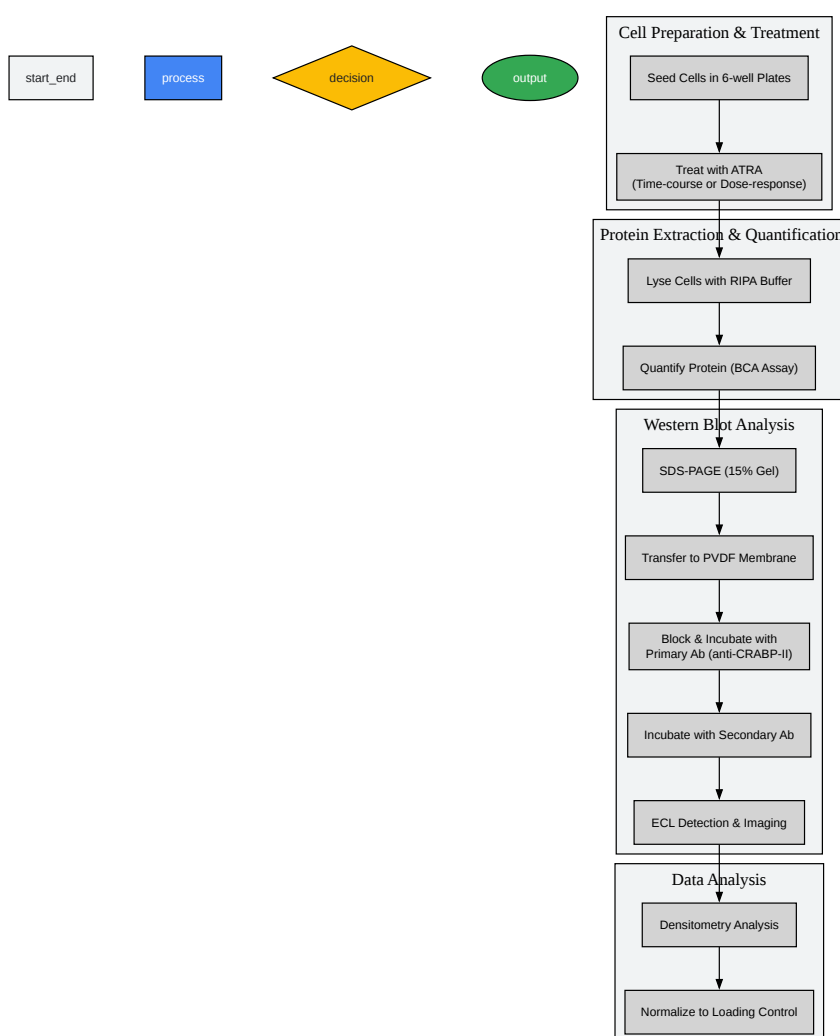 Cell Preparation & Treatment
start_end
process
decision
output
Seed Cells in 6-well Plates
Treat with ATRA
(Time-course or Dose-response)
Protein Extraction & Quantification
Lyse Cells with RIPA Buffer
Quantify Protein (BCA Assay)
Western Blot Analysis
SDS-PAGE (15% Gel)
Transfer to PVDF Membrane
Block & Incubate with
Primary Ab (anti-CRABP-II)
Incubate with Secondary Ab
ECL Detection & Imaging
Data Analysis
Densitometry Analysis
Normalize to Loading Control